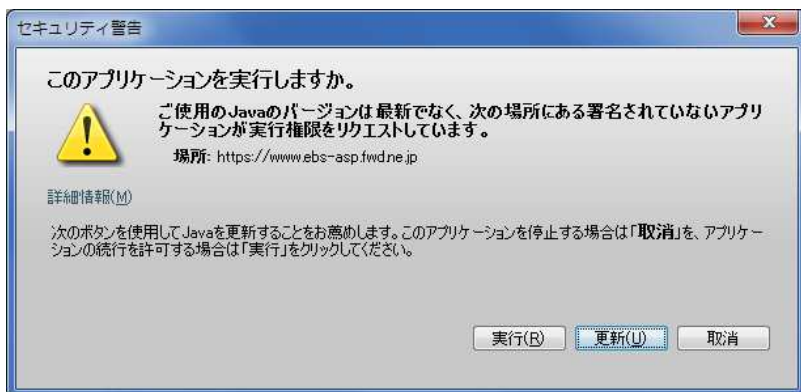 セキュリティ警告
このアプリケーションを実行しますか。
ご使用のJavaのバージョンは最新でなく、次の場所にある署名されていないアプリ
ケーションが実行権限をリクエストしています。
場所: https://www.ebs-asp.fwd.ne.jp
詳細情報(M)
次のボタンを使用してJavaを更新することをお薦めします。このアプリケーションを停止する場合は「取消」を、アプリケー
ションの続行を許可する場合は「実行」をクリックしてください。
実行(R) 更新(U) 取消